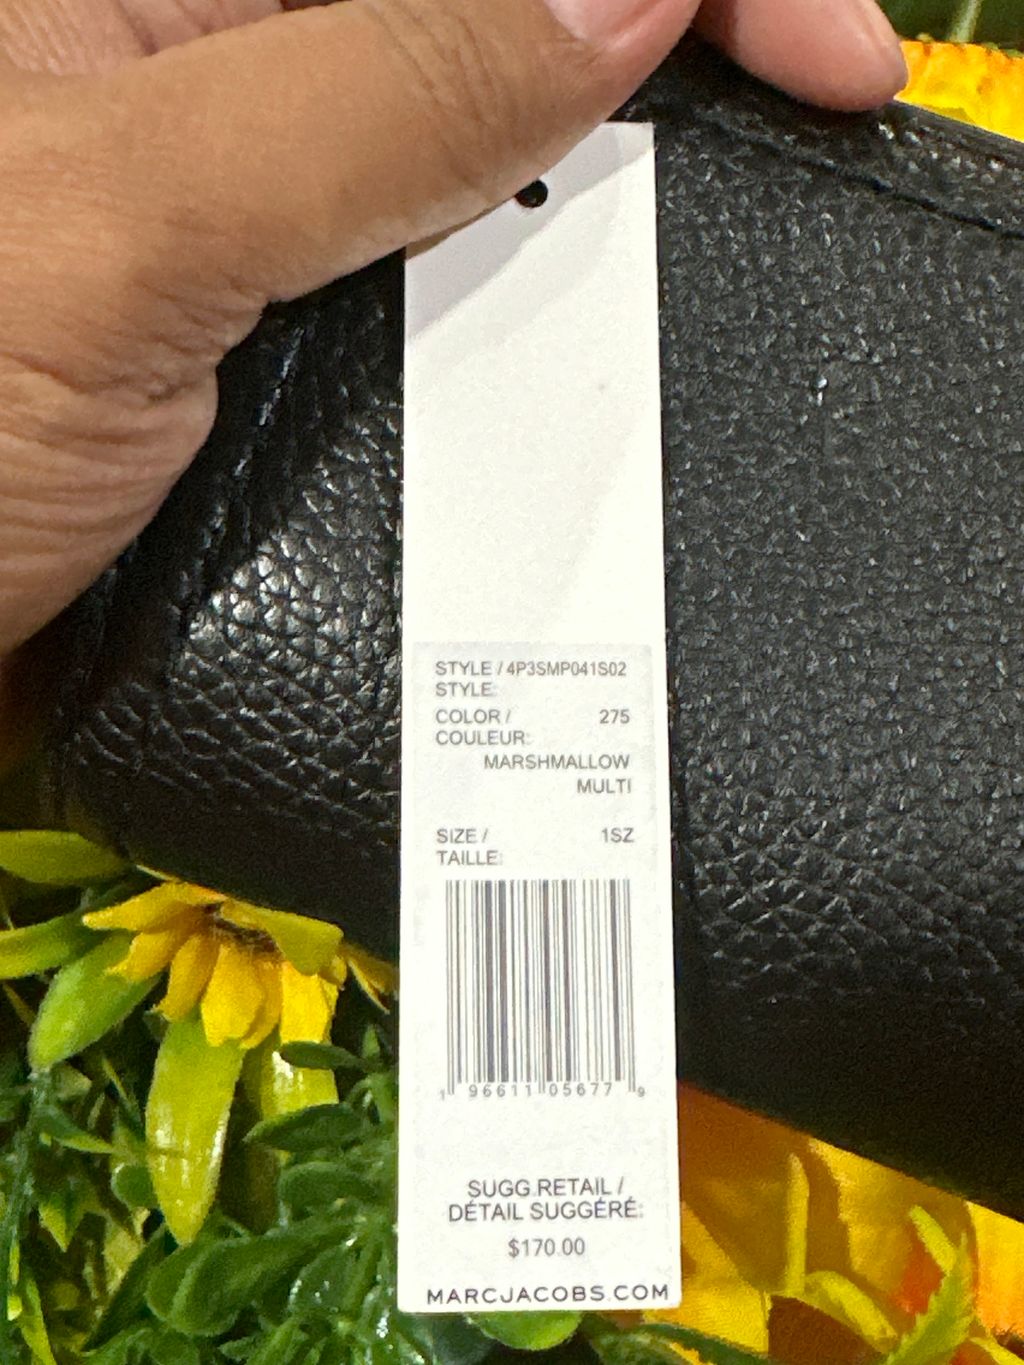 STYLE / 4P3SMP041S02
STYLE:
COLOR / 275
COULEUR:
MARSHMALLOW
MULTI
SIZE / 1SZ
TAILLE:
1 96611 05677 9
SUGG.RETAIL /
DÉTAIL SUGGÉRÉ:
$170.00
MARCJACOBS.COM